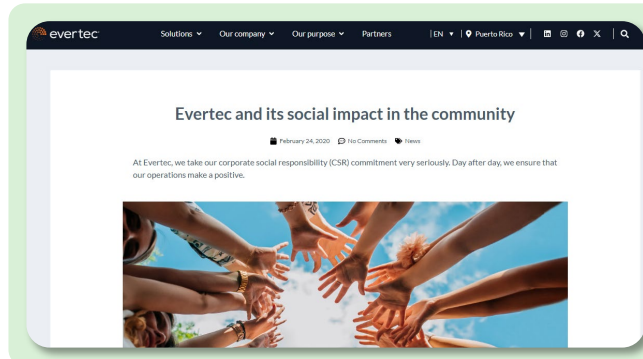 evertec
Solutions
Our company
Our purpose
Partners
| EN
Puerto Rico
Evertec and its social impact in the community
February 24, 2020 No Comments News
At Evertec, we take our corporate social responsibility (CSR) commitment very seriously. Day after day, we ensure that
our operations make a positive.